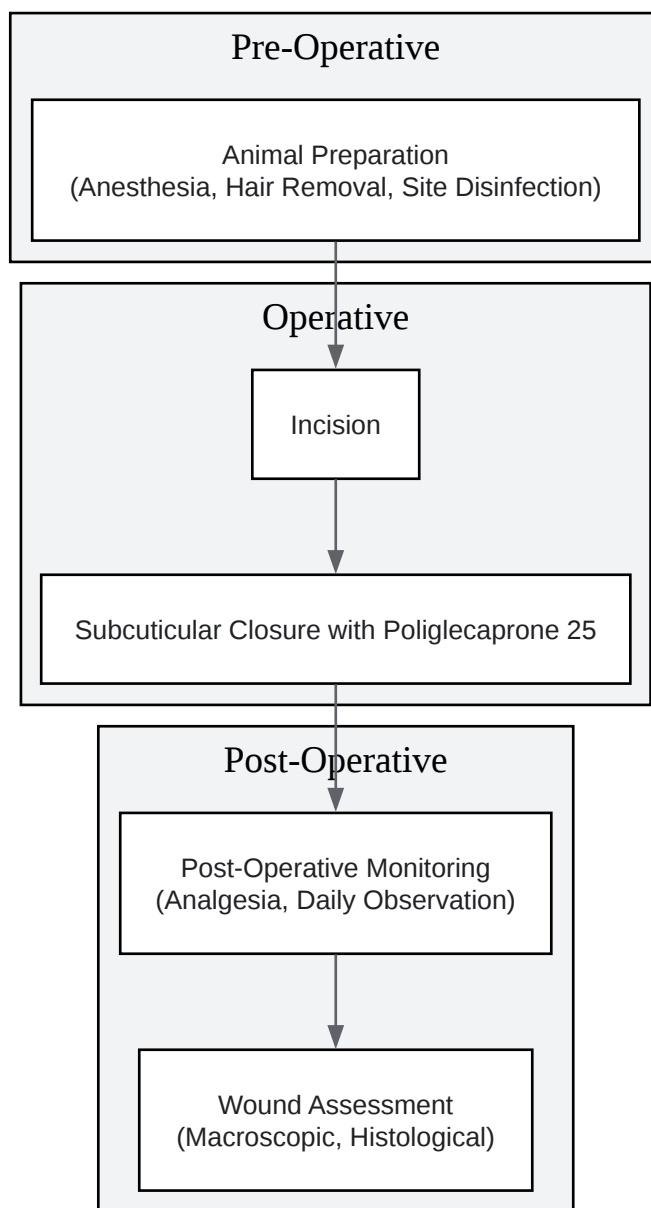 Pre-Operative
Animal Preparation
(Anesthesia, Hair Removal, Site Disinfection)
Operative
Incision
Subcuticular Closure with Poliglecaprone 25
Post-Operative
Post-Operative Monitoring
(Analgesia, Daily Observation)
Wound Assessment
(Macroscopic, Histological)